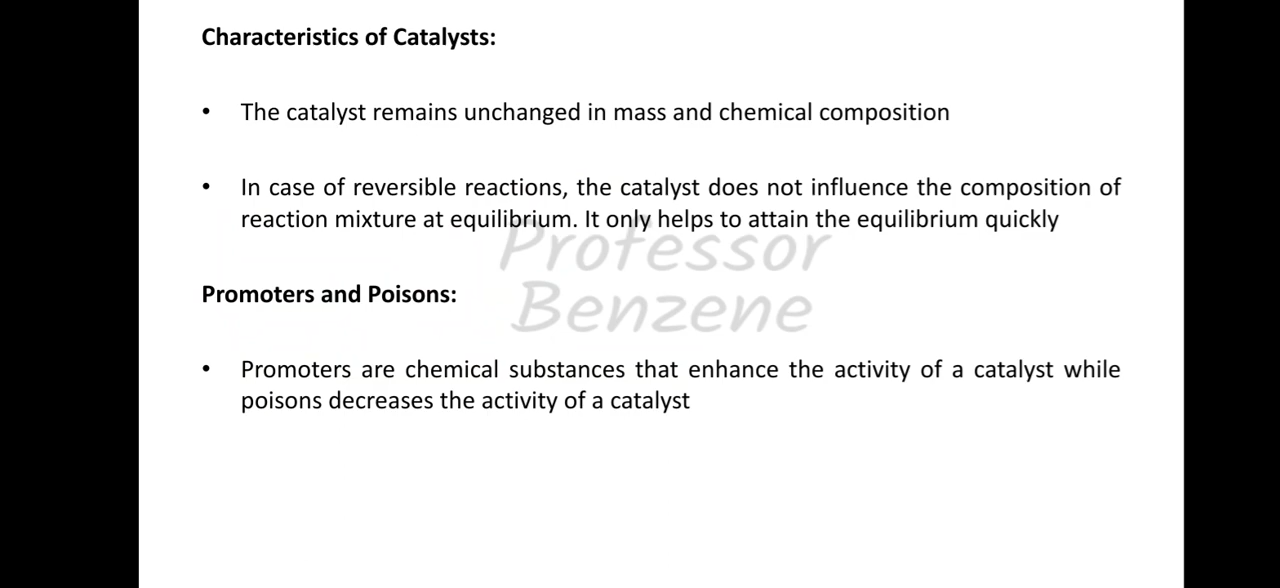 Characteristics of Catalysts:
• The catalyst remains unchanged in mass and chemical composition
• In case of reversible reactions, the catalyst does not influence the composition of
reaction mixture at equilibrium. It only helps to attain the equilibrium quickly
Professor
Benzene
Promoters and Poisons:
• Promoters are chemical substances that enhance the activity of a catalyst while
poisons decreases the activity of a catalyst